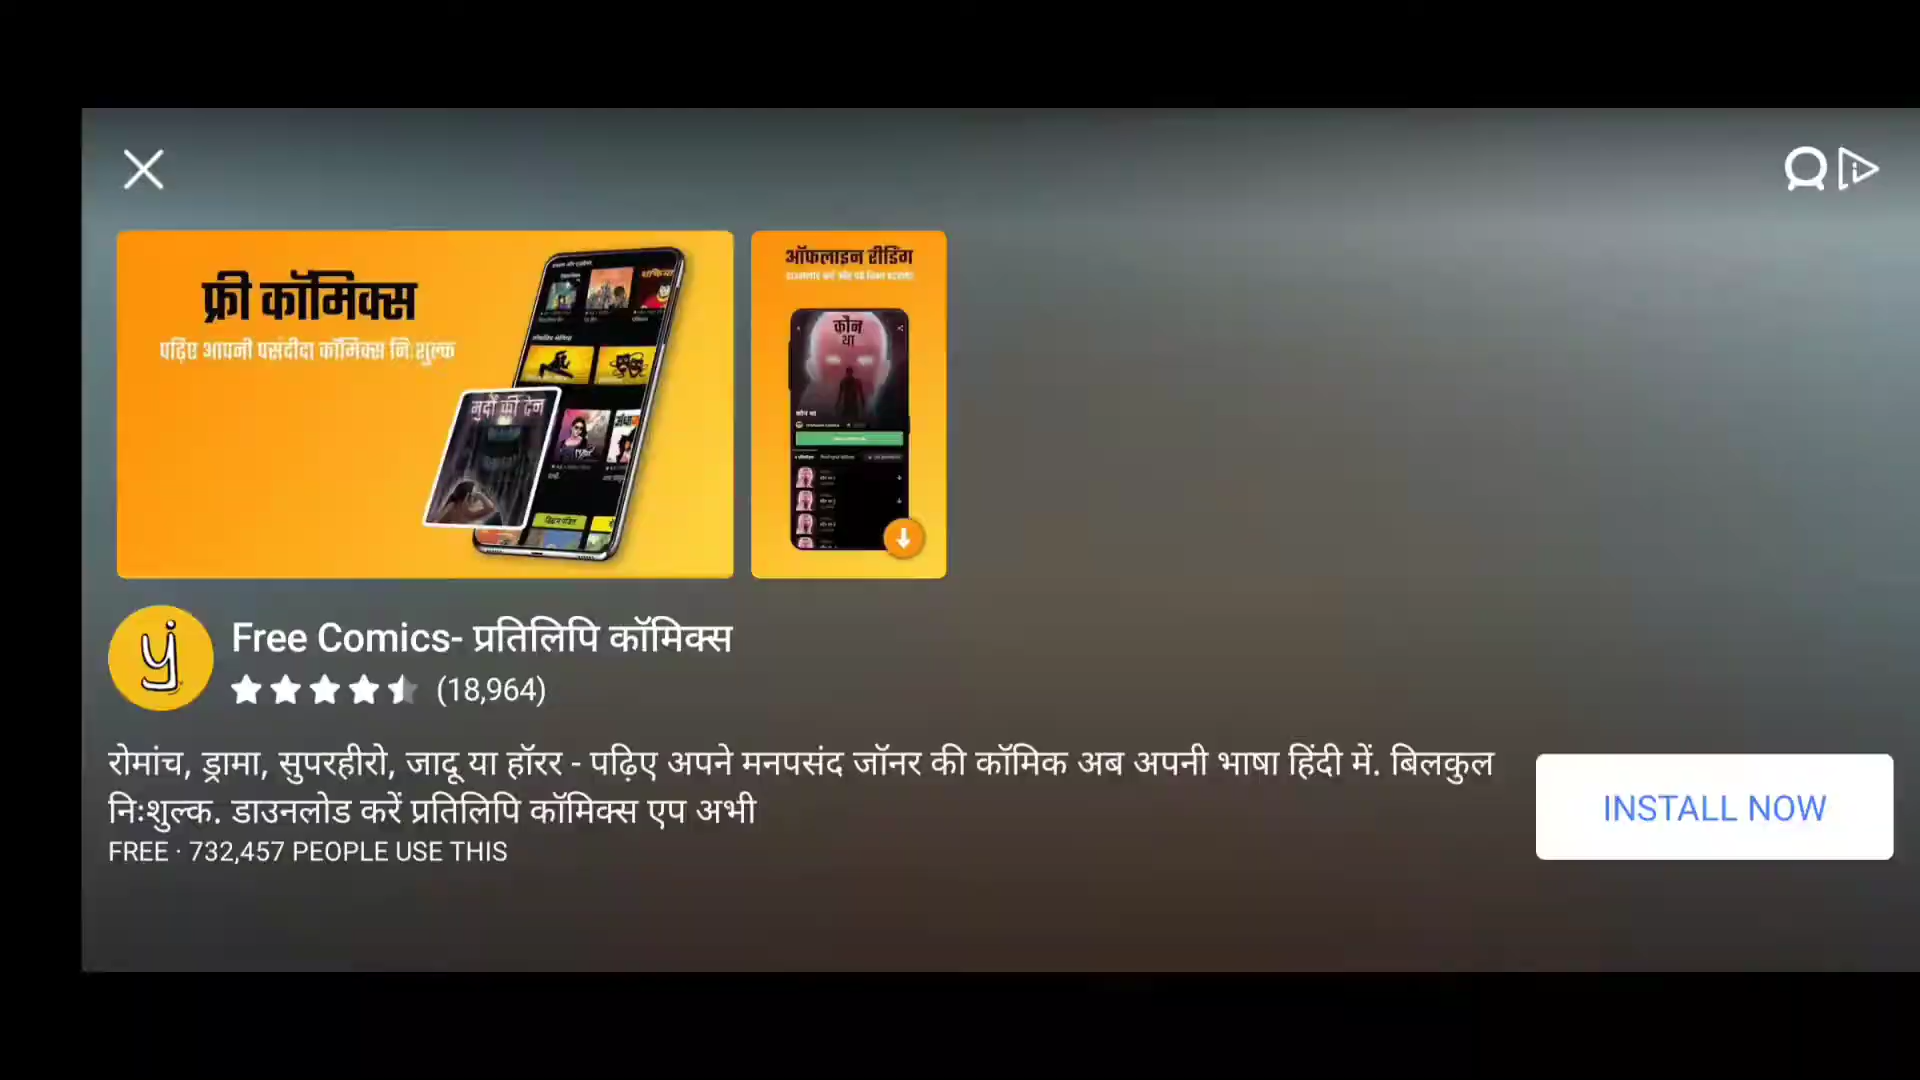 फ्री कॉमिक्स
पढ़िए आपनी पसंदीदा कॉमिक्स निःशुल्क
मुर्दों की ट्रेन
ऑफलाइन रीडिंग
कौन
था
Free Comics- प्रतिलिपि कॉमिक्स
(18,964)
रोमांच, ड्रामा, सुपरहीरो, जादू या हॉरर - पढ़िए अपने मनपसंद जॉनर की कॉमिक अब अपनी भाषा हिंदी में. बिलकुल
निःशुल्क. डाउनलोड करें प्रतिलिपि कॉमिक्स एप अभी
FREE · 732,457 PEOPLE USE THIS
INSTALL NOW